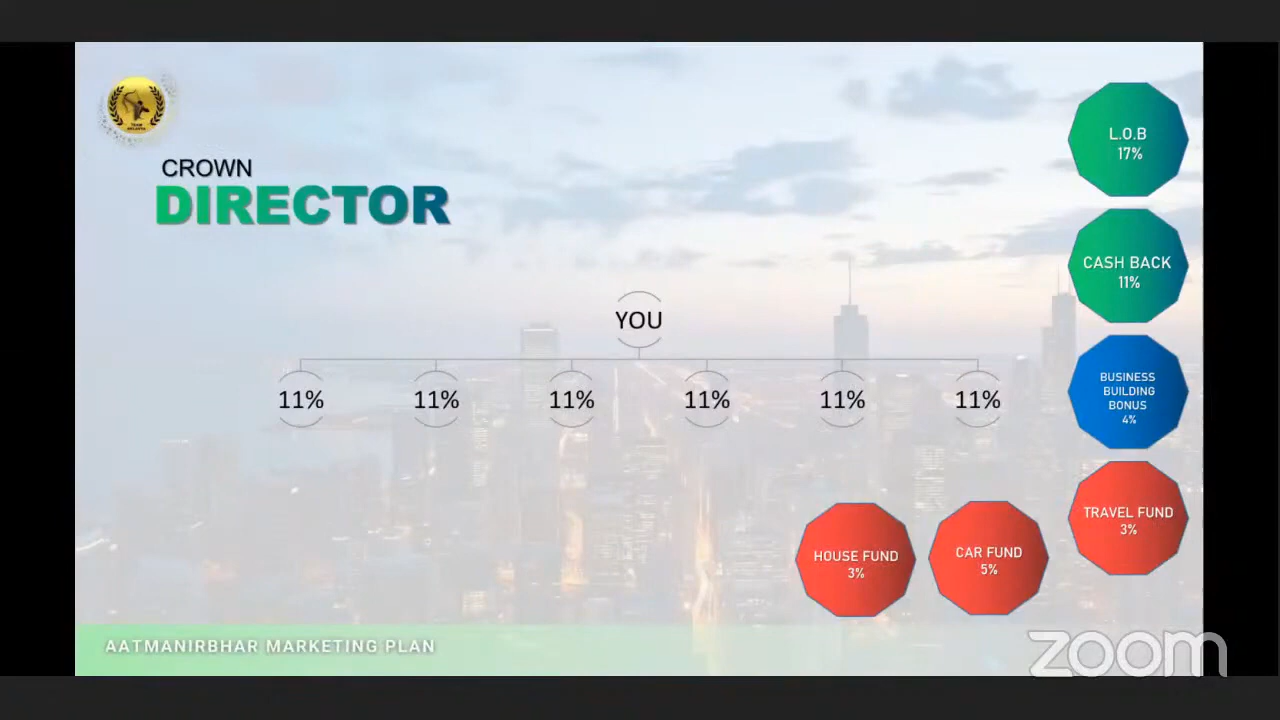 CROWN
DIRECTOR
L.O.B
17%
CASH BACK
11%
YOU
11% 11% 11% 11% 11% 11%
BUSINESS
BUILDING
BONUS
4%
TRAVEL FUND
3%
HOUSE FUND
3%
CAR FUND
5%
AATMANIRBHAR MARKETING PLAN
zoom